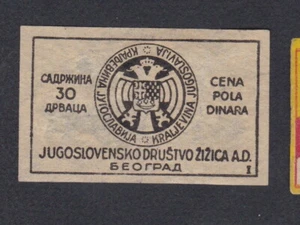 КРАЉЕВИНА ЈУГОСЛАВИЈА
KRALJEVINA JUGOSLAVIJA
САДРЖИНА
30
ДРВАЦА
CENA
POLA
DINARA
JUGOSLOVENSKO DRUŠTVO ŽIŽICA A.D.
БЕОГРАД
I